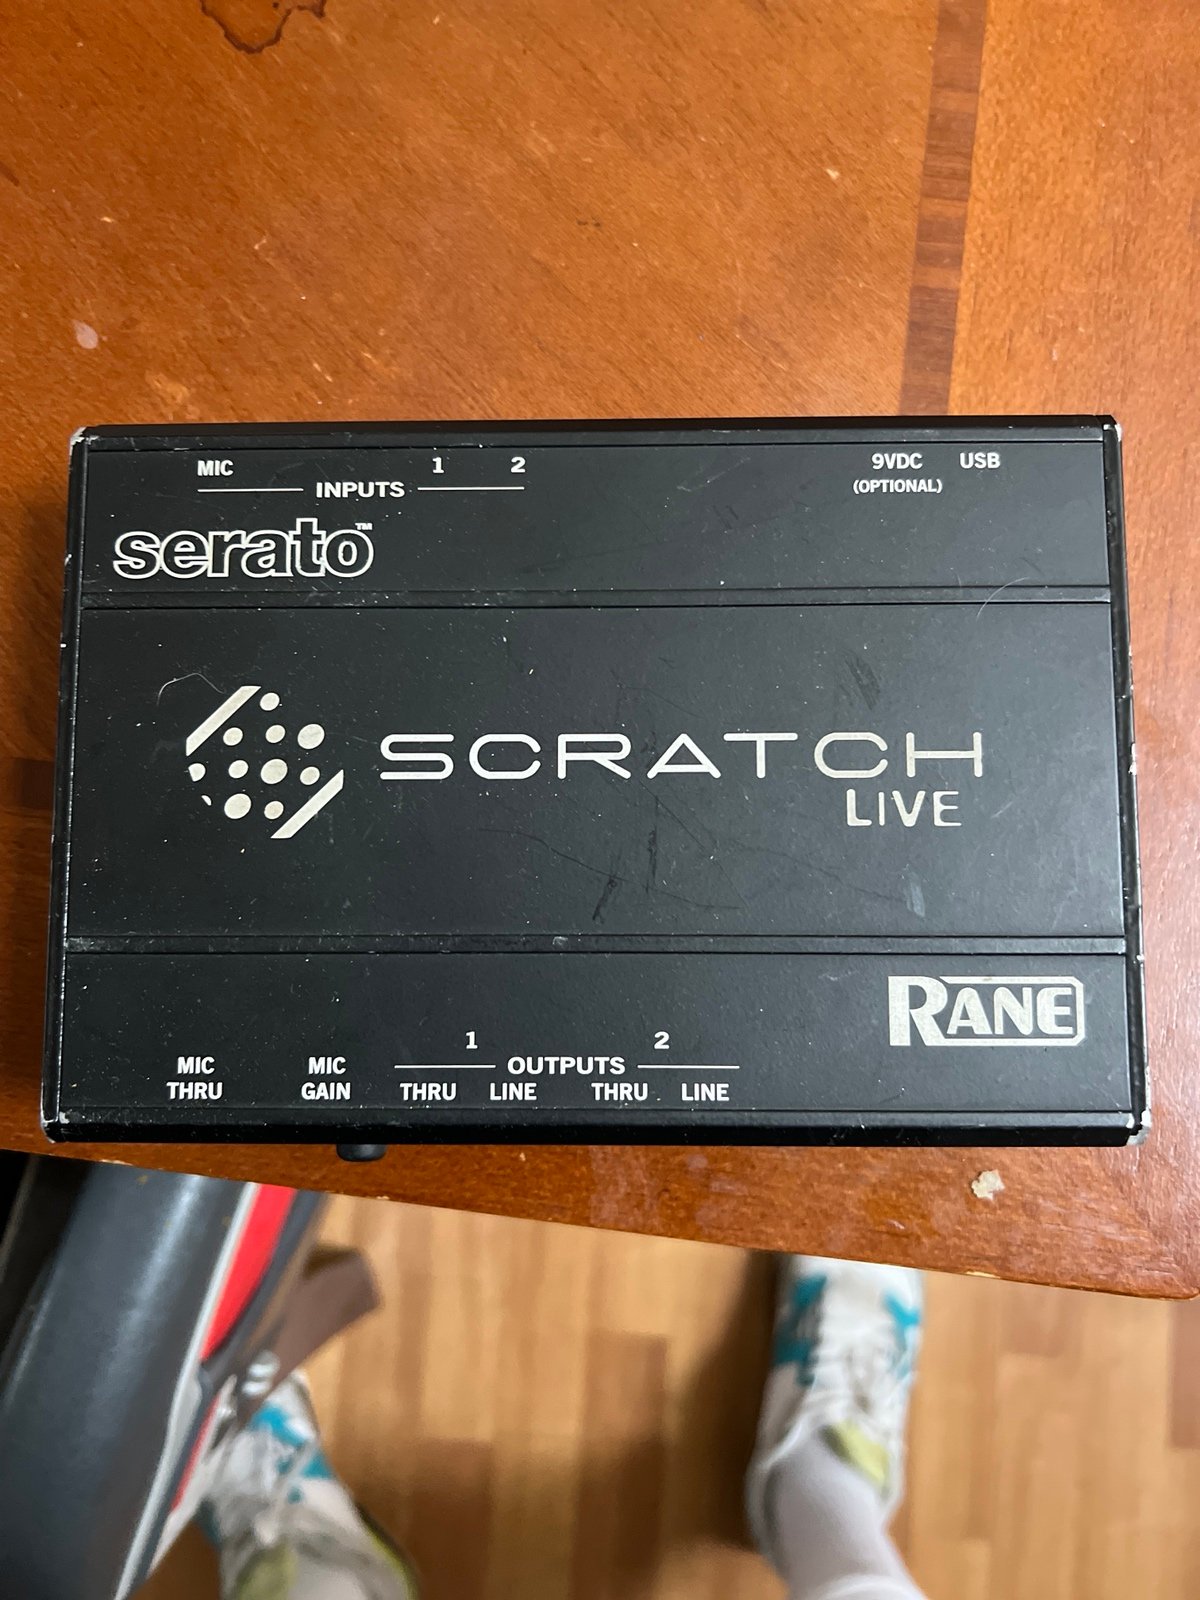 MIC 1 2 9VDC USB
INPUTS (OPTIONAL)
serato™
SCRATCH
LIVE
RANE
1 2
MIC MIC OUTPUTS
THRU GAIN THRU LINE THRU LINE